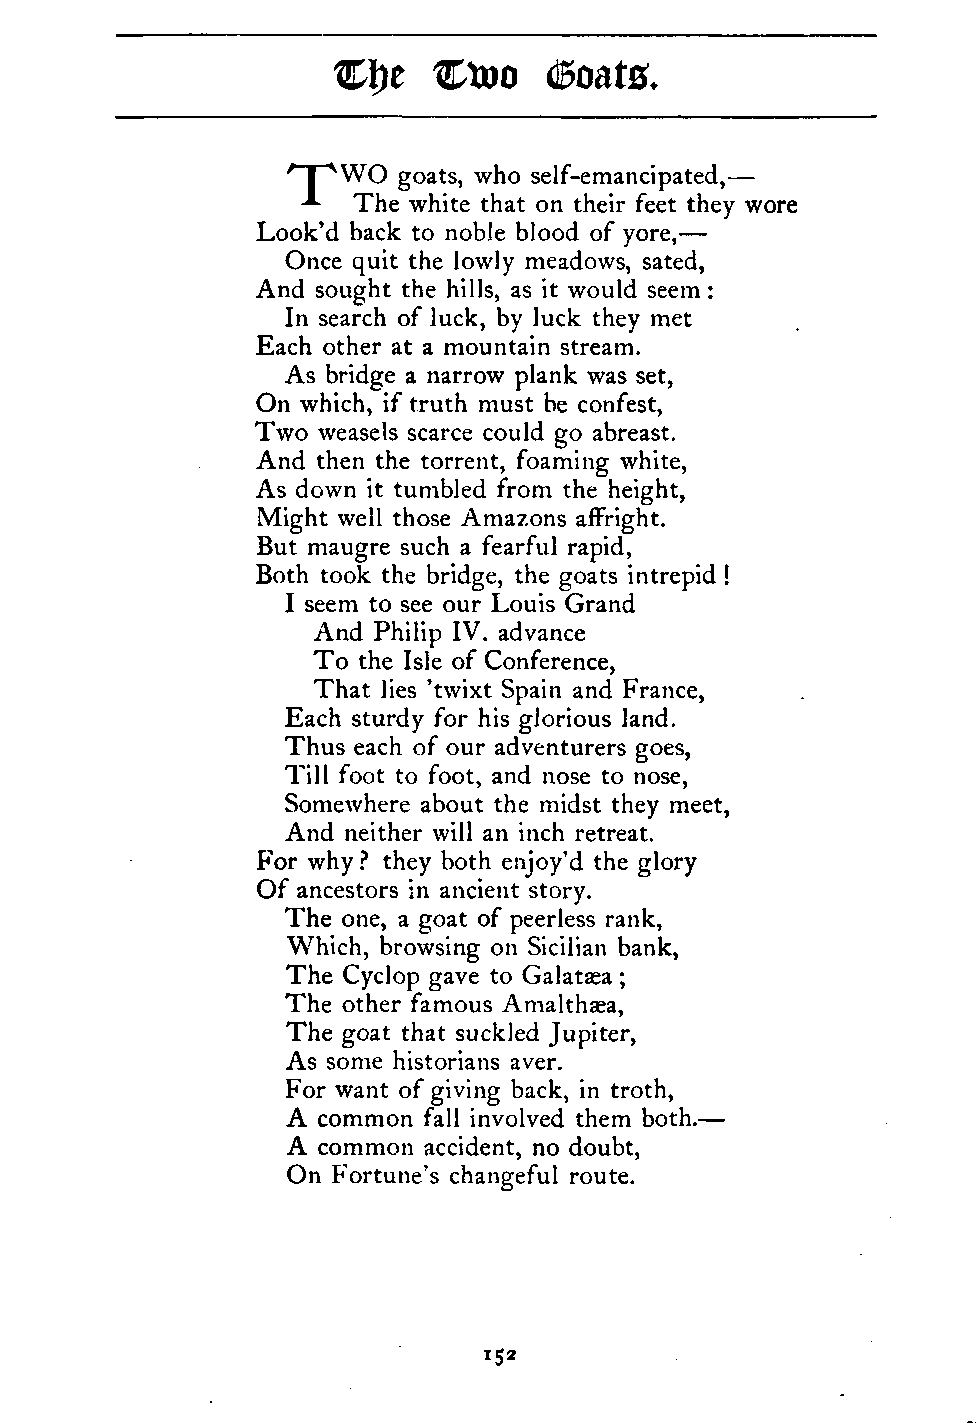 The Two Goats.
TWO goats, who self-emancipated,—
The white that on their feet they wore
Look'd back to noble blood of yore,—
Once quit the lowly meadows, sated,
And sought the hills, as it would seem:
In search of luck, by luck they met
Each other at a mountain stream.
As bridge a narrow plank was set,
On which, if truth must be confest,
Two weasels scarce could go abreast.
And then the torrent, foaming white,
As down it tumbled from the height,
Might well those Amazons affright.
But maugre such a fearful rapid,
Both took the bridge, the goats intrepid!
I seem to see our Louis Grand
And Philip IV. advance
To the Isle of Conference,
That lies 'twixt Spain and France,
Each sturdy for his glorious land.
Thus each of our adventurers goes,
Till foot to foot, and nose to nose,
Somewhere about the midst they meet,
And neither will an inch retreat.
For why? they both enjoy'd the glory
Of ancestors in ancient story.
The one, a goat of peerless rank,
Which, browsing on Sicilian bank,
The Cyclop gave to Galatæa;
The other famous Amalthæa,
The goat that suckled Jupiter,
As some historians aver.
For want of giving back, in troth,
A common fall involved them both.—
A common accident, no doubt,
On Fortune's changeful route.
152